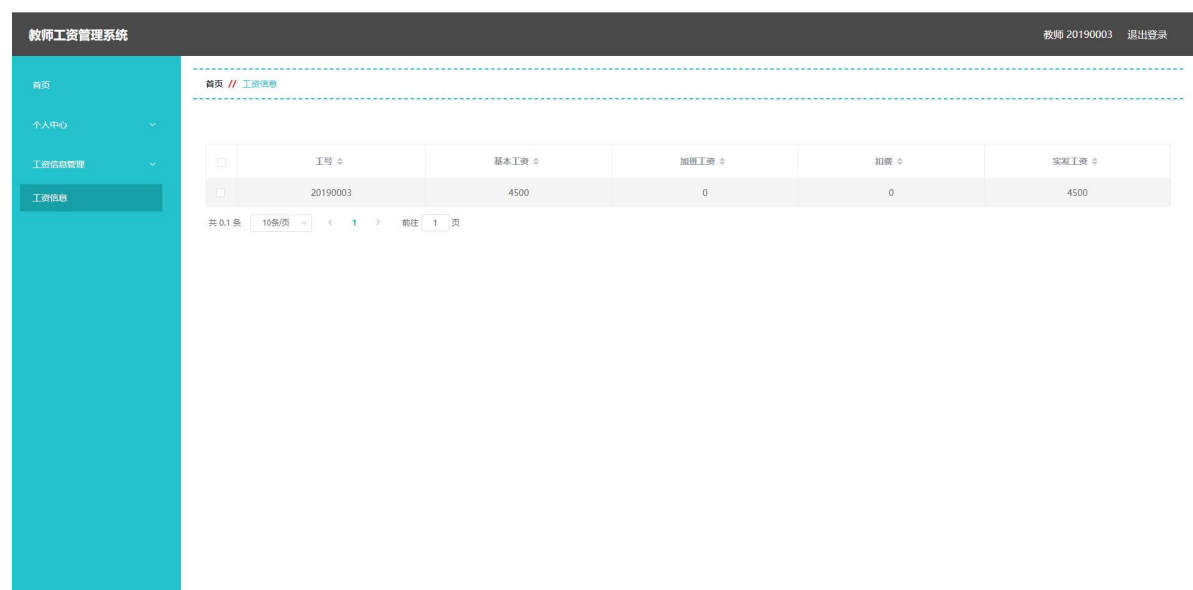 教师工资管理系统
教师 20190003 退出登录
首页
个人中心
工资信息管理
工资信息
首页 // 工资信息
工号 基本工资 加班工资 扣费 实发工资
20190003 4500 0 0 4500
共 0.1 条 10条/页 1 前往 1 页